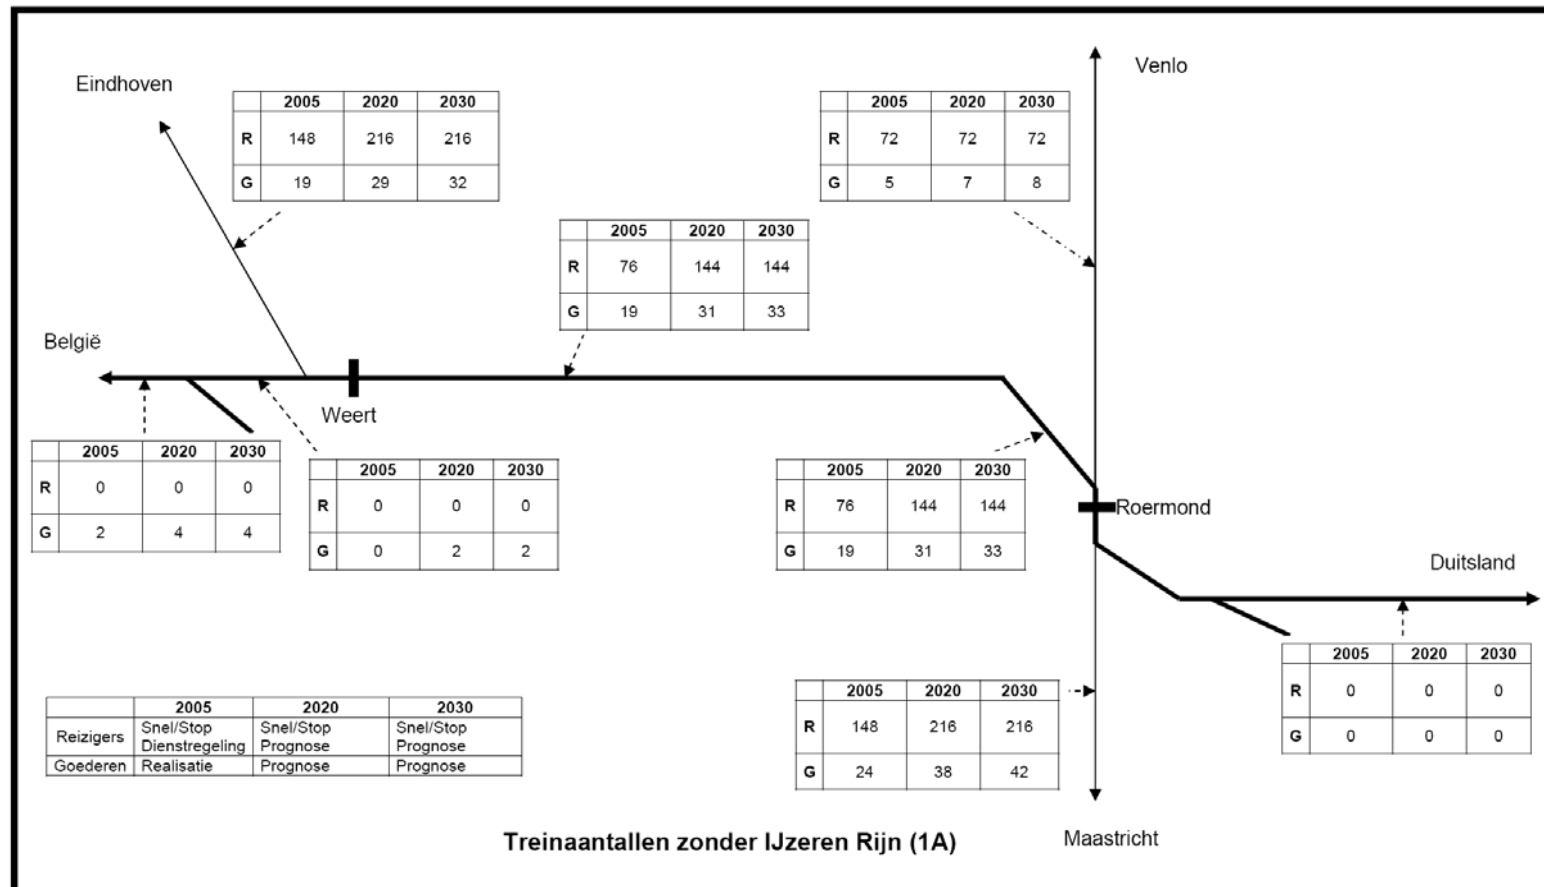 Eindhoven
2005 2020 2030
R 148 216 216
G 19 29 32
Venlo
2005 2020 2030
R 72 72 72
G 5 7 8
2005 2020 2030
R 76 144 144
G 19 31 33
België
Weert
2005 2020 2030
R 0 0 0
G 2 4 4
2005 2020 2030
R 0 0 0
G 0 2 2
2005 2020 2030
R 76 144 144
G 19 31 33
Roermond
Duitsland
2005 2020 2030
R 0 0 0
G 0 0 0
2005 2020 2030
R 148 216 216
G 24 38 42
2005 2020 2030
Reizigers Snel/Stop Snel/Stop Snel/Stop
Dienstregeling Prognose Prognose
Goederen Realisatie Prognose Prognose
Treinaantallen zonder IJzeren Rijn (1A)
Maastricht